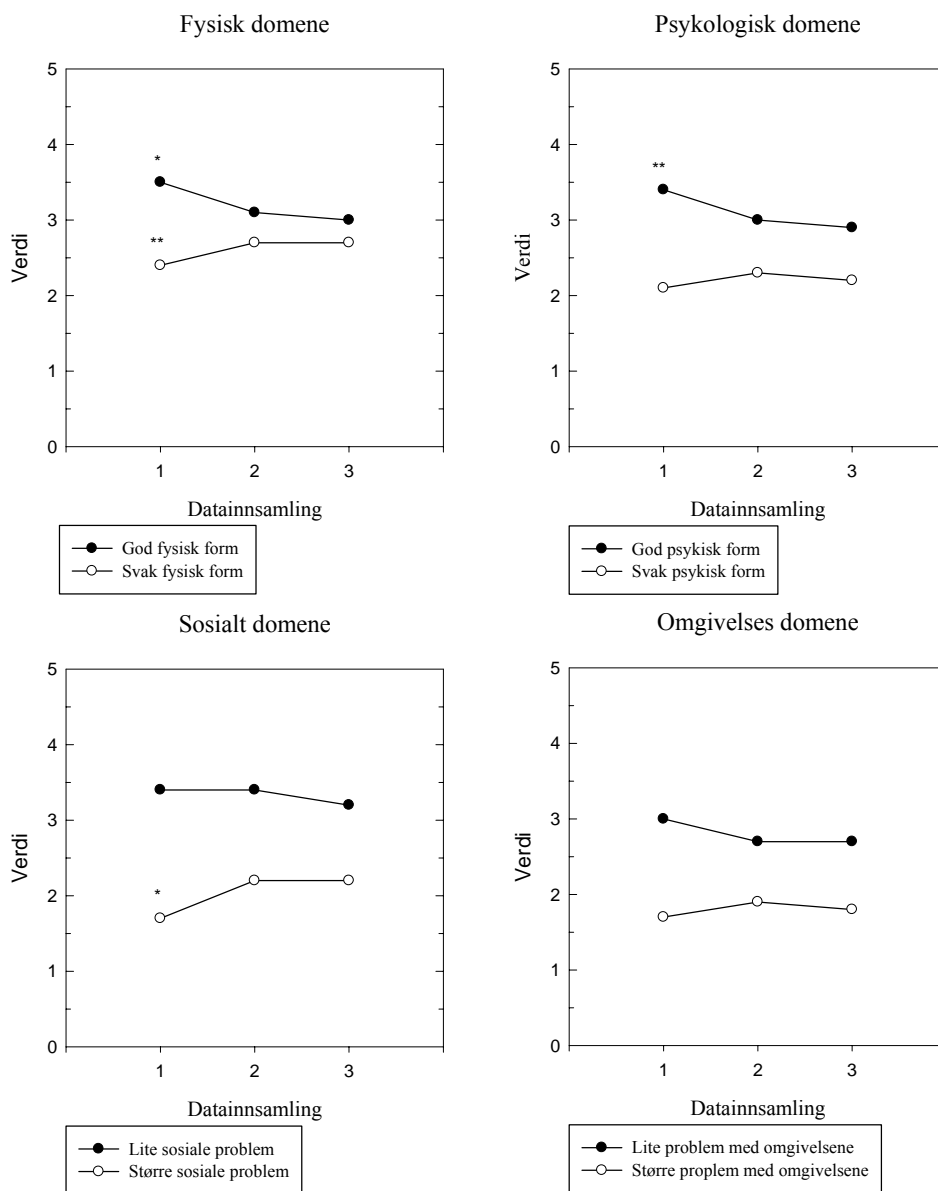 Fysisk domene
5
4
3
2
1
0
Verdi
*
**
1 2 3
Datainnsamling
God fysisk form
Svak fysisk form
Psykologisk domene
5
4
3
2
1
0
Verdi
**
1 2 3
Datainnsamling
God psykisk form
Svak psykisk form
Sosialt domene
5
4
3
2
1
0
Verdi
*
1 2 3
Datainnsamling
Lite sosiale problem
Større sosiale problem
Omgivelses domene
5
4
3
2
1
0
Verdi
1 2 3
Datainnsamling
Lite problem med omgivelsene
Større proplem med omgivelsene